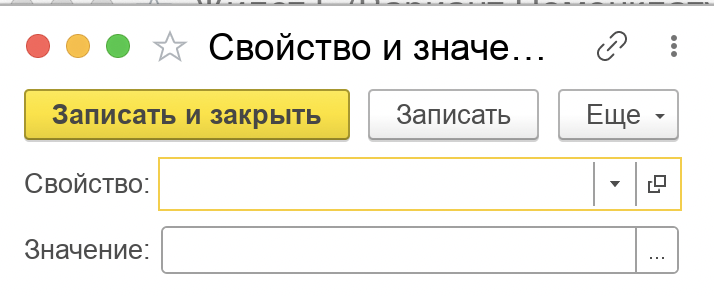 Свойство и значе...
Записать и закрыть Записать Еще
Свойство:
Значение: ...